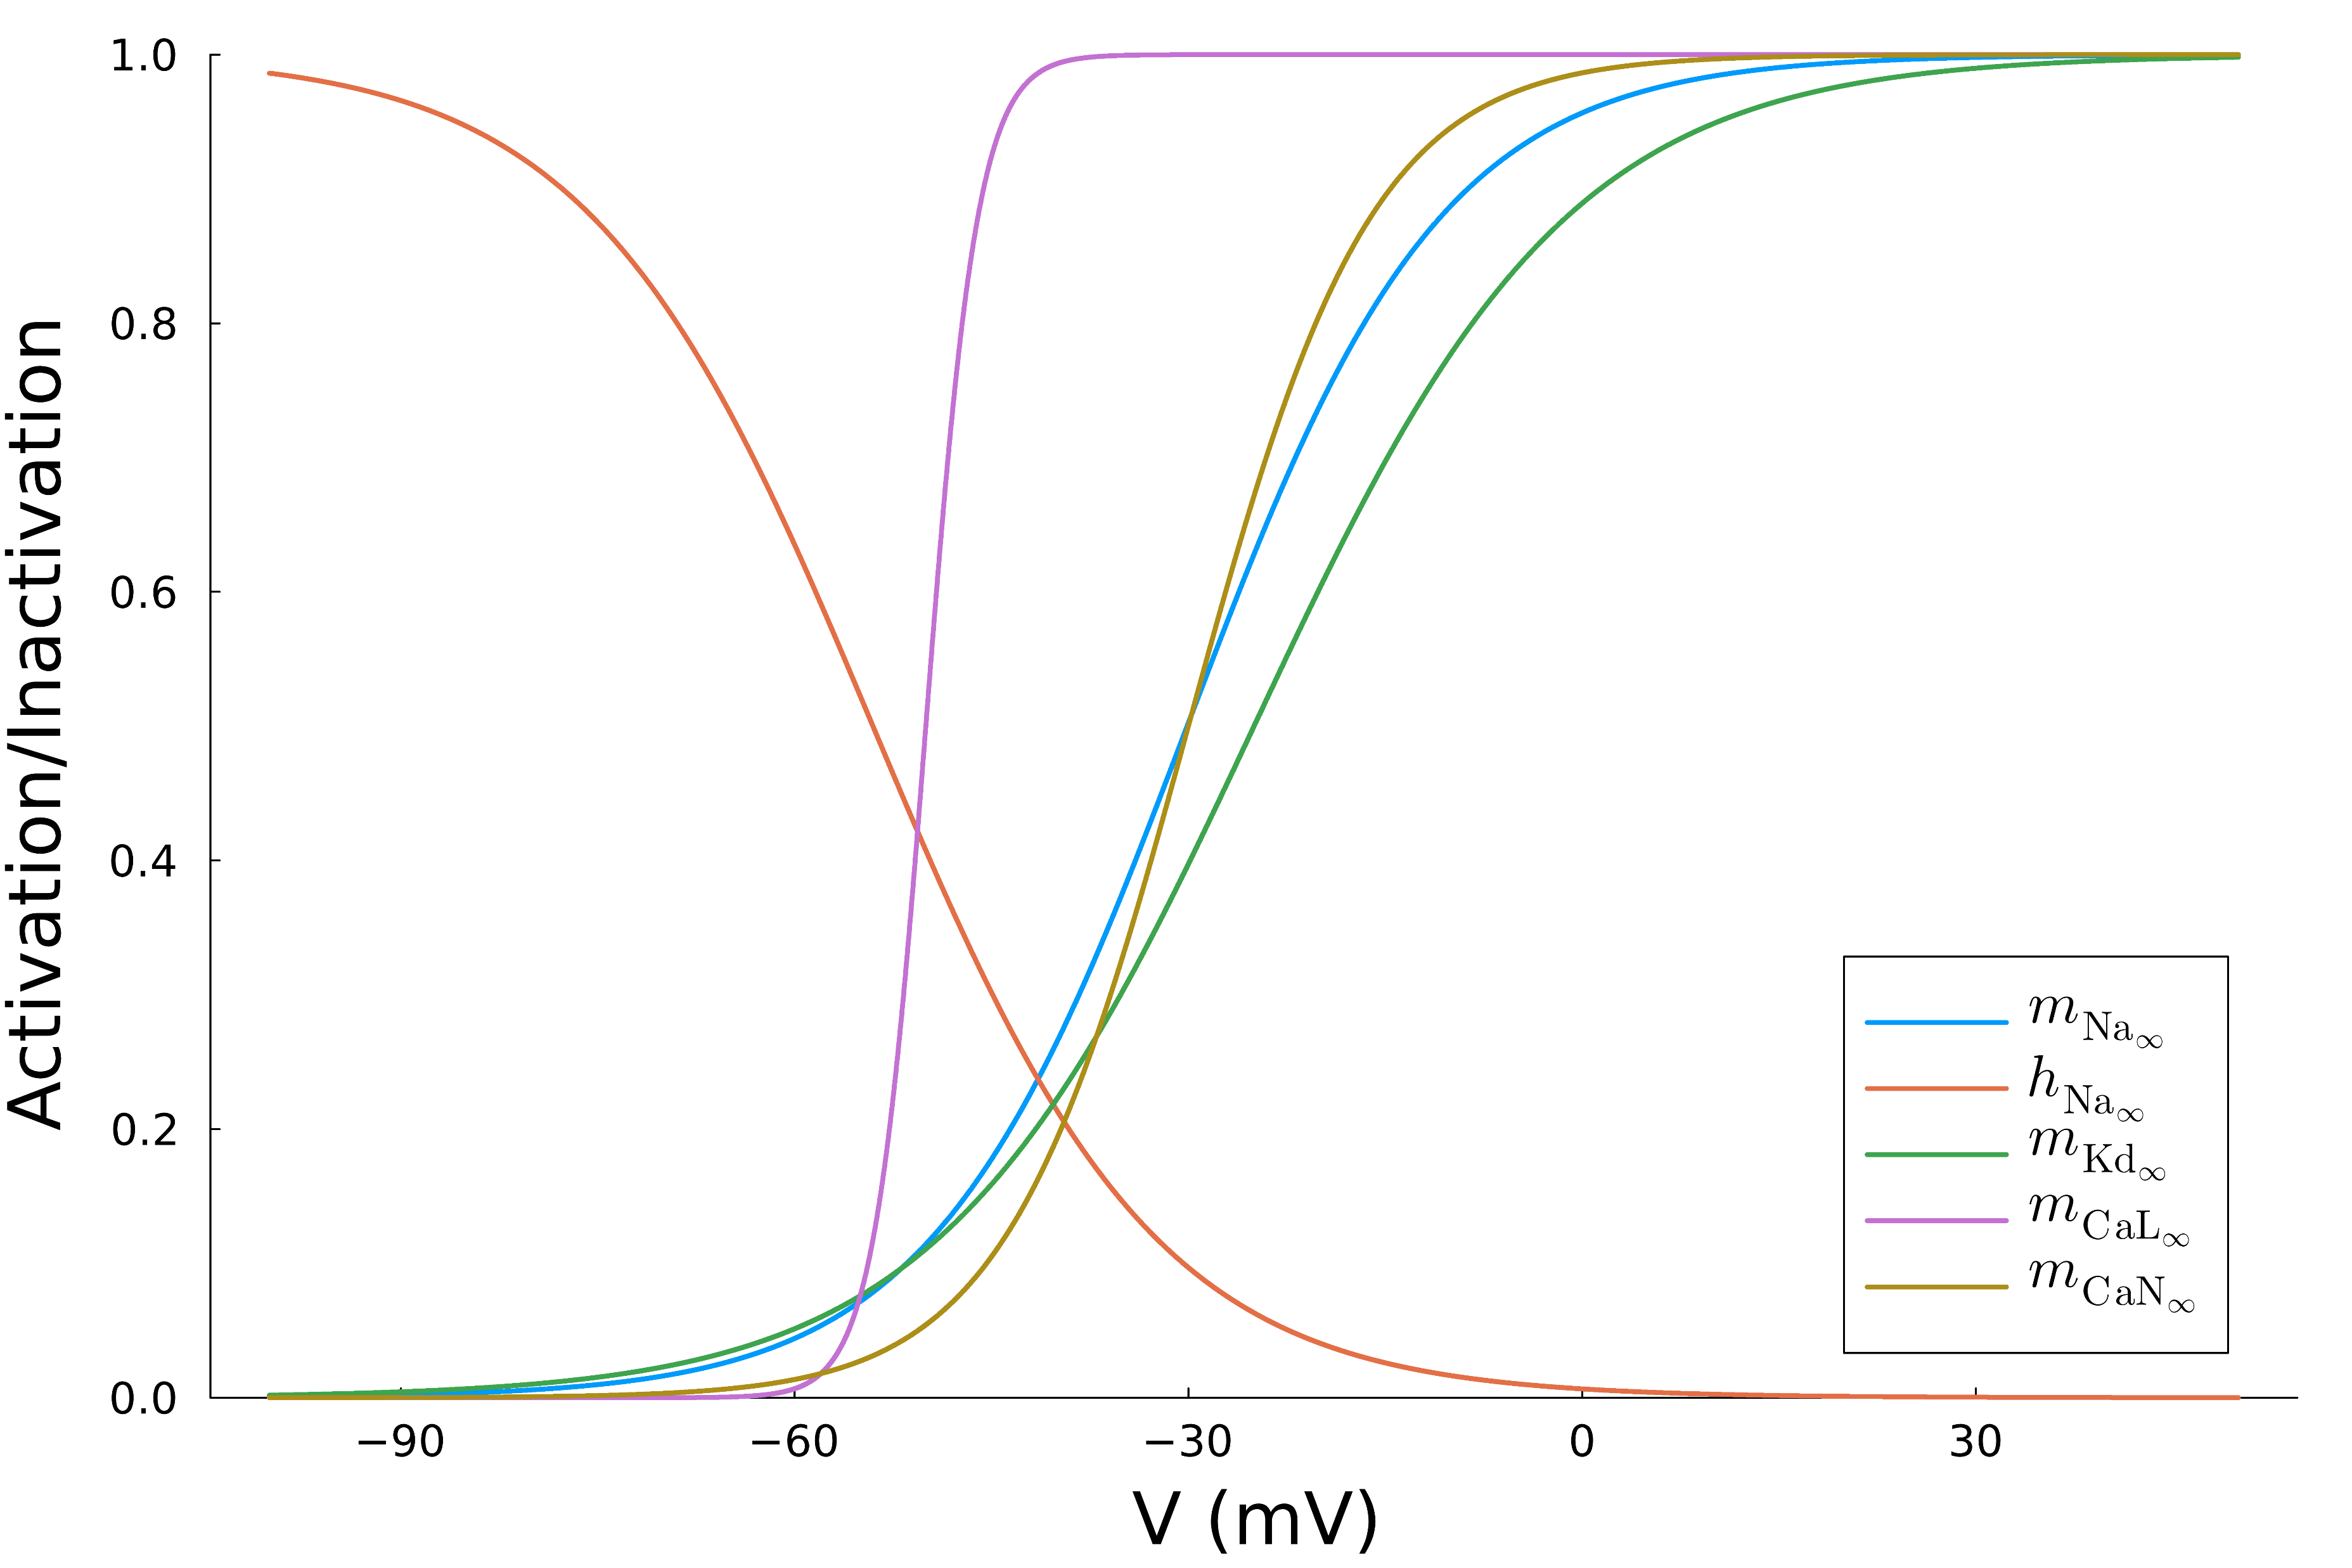 Activation/Inactivation
1.0
0.8
0.6
0.4
0.2
0.0
−90 −60 −30 0 30
V (mV)
m_{Na_∞}
h_{Na_∞}
m_{Kd_∞}
m_{CaL_∞}
m_{CaN_∞}